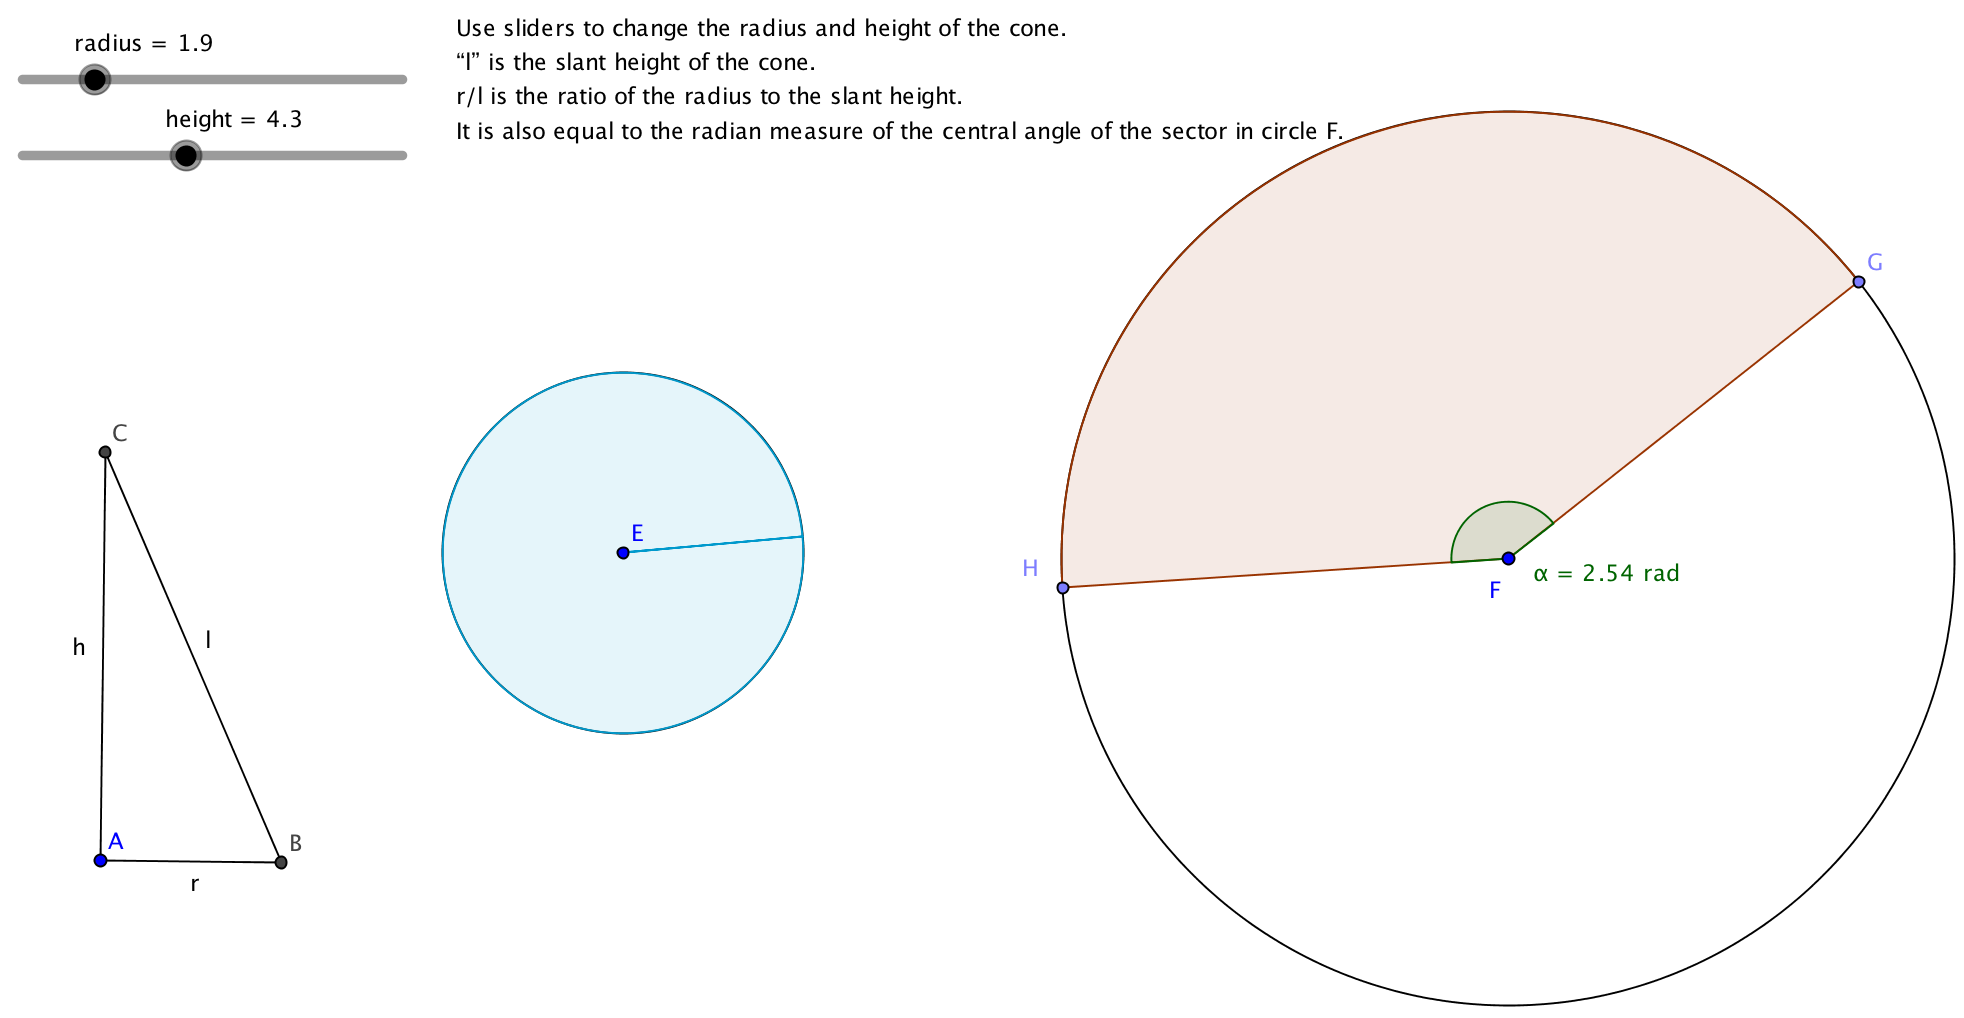 radius = 1.9
height = 4.3
Use sliders to change the radius and height of the cone.
“l” is the slant height of the cone.
r/l is the ratio of the radius to the slant height.
It is also equal to the radian measure of the central angle of the sector in circle F.
C
h
l
A
B
r
E
G
H
F
α = 2.54 rad